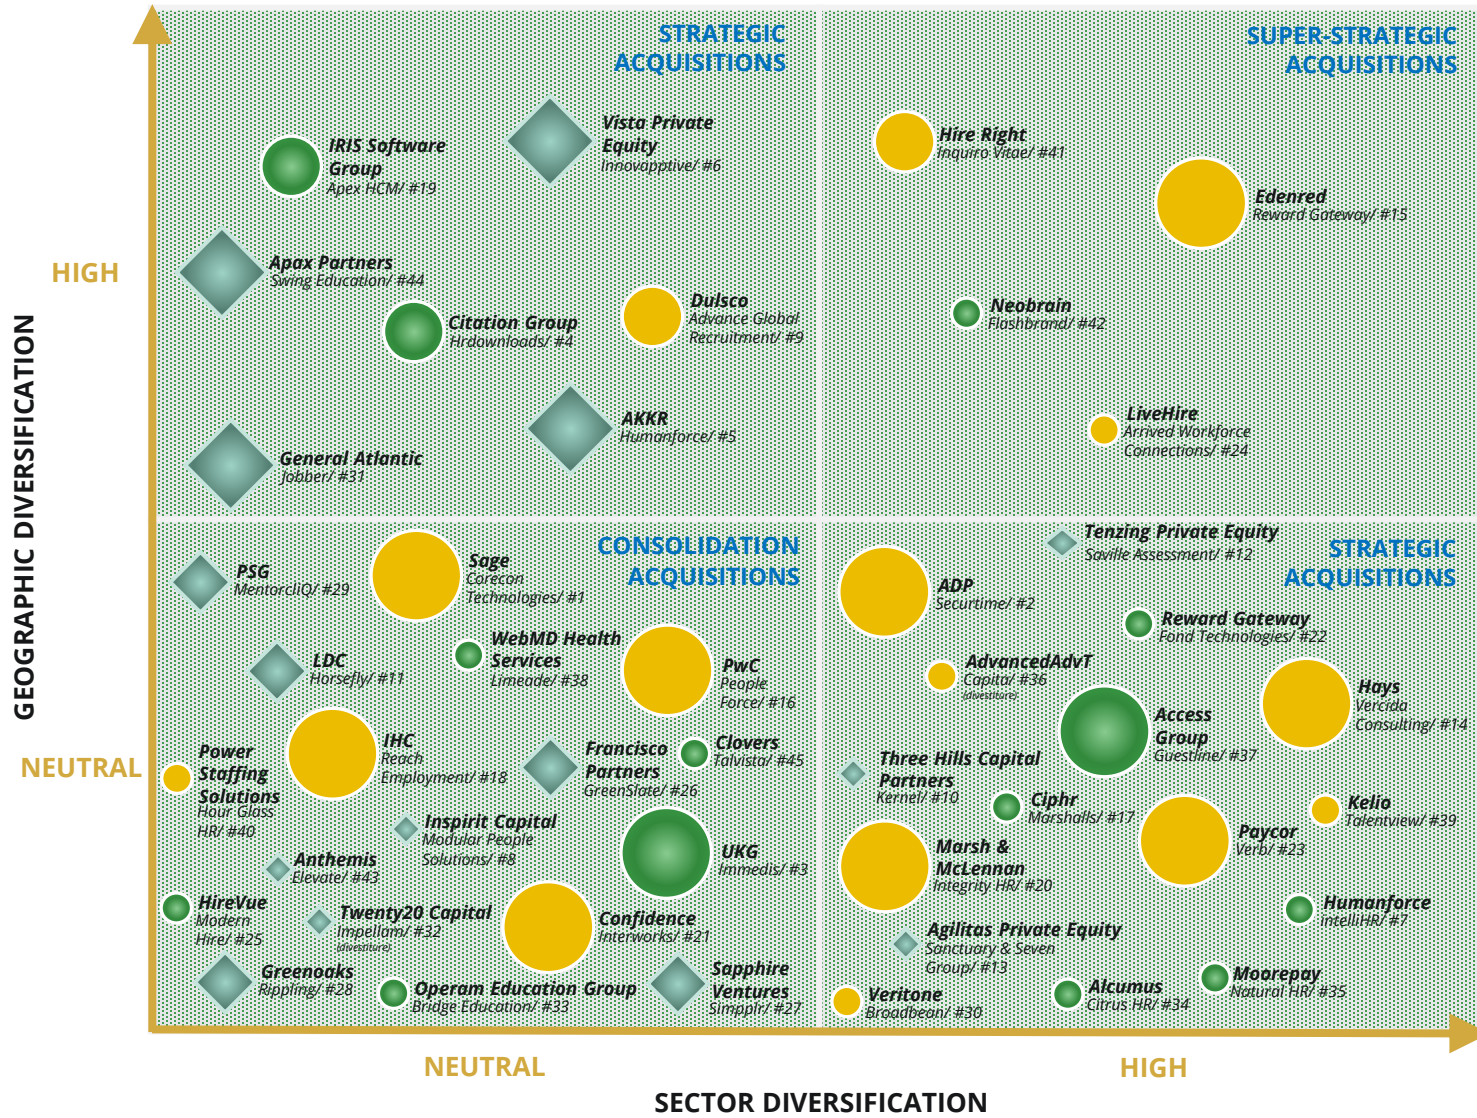 STRATEGIC
ACQUISITIONS
SUPER-STRATEGIC
ACQUISITIONS
IRIS Software
Group
Apex HCM/ #19
Vista Private
Equity
Innovapptive/ #6
Hire Right
Inquiro Vitae/ #41
Edenred
Reward Gateway/ #15
Apax Partners
Swing Education/ #44
Citation Group
Hrdownloads/ #4
Dulsco
Advance Global
Recruitment/ #9
Neobrain
Flashbrand/ #42
General Atlantic
Jobber/ #31
AKKR
Humanforce/ #5
LiveHire
Arrived Workforce
Connections/ #24
HIGH
GEOGRAPHIC DIVERSIFICATION
NEUTRAL
CONSOLIDATION
ACQUISITIONS
STRATEGIC
ACQUISITIONS
PSG
MentorcliQ/ #29
Sage
Corecon
Technologies/ #1
WebMD Health
Services
Limeade/ #38
LDC
Horsefly/ #11
PwC
People
Force/ #16
Power
Staffing
Solutions
Hour Glass
HR/ #40
IHC
Reach
Employment/ #18
Francisco
Partners
GreenSlate/ #26
Clovers
Talvista/ #45
Inspirit Capital
Modular People
Solutions/ #8
UKG
Immedis/ #3
Anthemis
Elevate/ #43
HireVue
Modern
Hire/ #25
Twenty20 Capital
Impellam/ #32
(divestiture)
Confidence
Interworks/ #21
Greenoaks
Rippling/ #28
Operam Education Group
Bridge Education/ #33
Sapphire
Ventures
Simpplr/ #27
Tenzing Private Equity
Saville Assessment/ #12
ADP
Securtime/ #2
Reward Gateway
Fond Technologies/ #22
AdvancedAdvT
Capita/ #36
(divestiture)
Access
Group
Guestline/ #37
Hays
Vercida
Consulting/ #14
Three Hills Capital
Partners
Kernel/ #10
Ciphr
Marshalls/ #17
Kelio
Talentview/ #39
Marsh &
McLennan
Integrity HR/ #20
Paycor
Verb/ #23
Agilitas Private Equity
Sanctuary & Seven
Group/ #13
Humanforce
intelliHR/ #7
Veritone
Broadbean/ #30
Alcumus
Citrus HR/ #34
Moorepay
Natural HR/ #35
NEUTRAL
HIGH
SECTOR DIVERSIFICATION